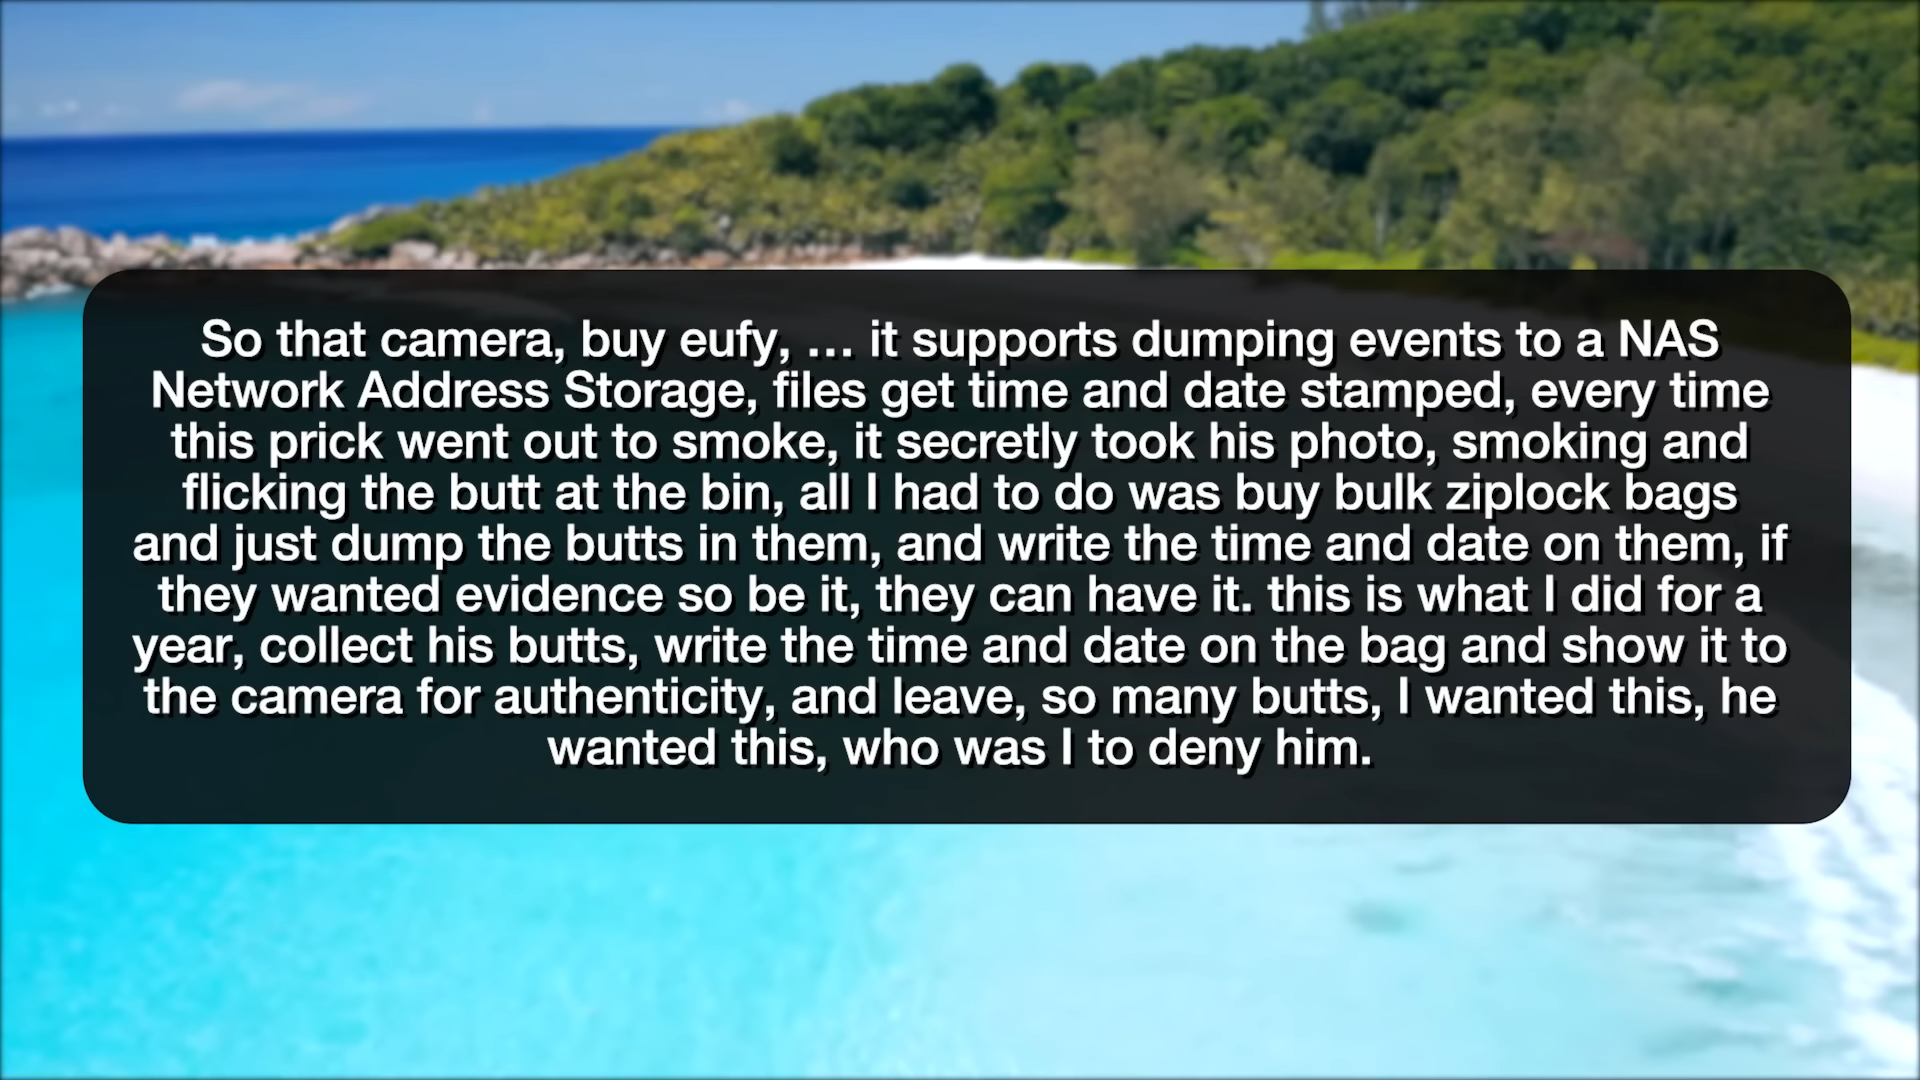 So that camera, buy eufy, ... it supports dumping events to a NAS
Network Address Storage, files get time and date stamped, every time
this prick went out to smoke, it secretly took his photo, smoking and
flicking the butt at the bin, all I had to do was buy bulk ziplock bags
and just dump the butts in them, and write the time and date on them, if
they wanted evidence so be it, they can have it. this is what I did for a
year, collect his butts, write the time and date on the bag and show it to
the camera for authenticity, and leave, so many butts, I wanted this, he
wanted this, who was I to deny him.